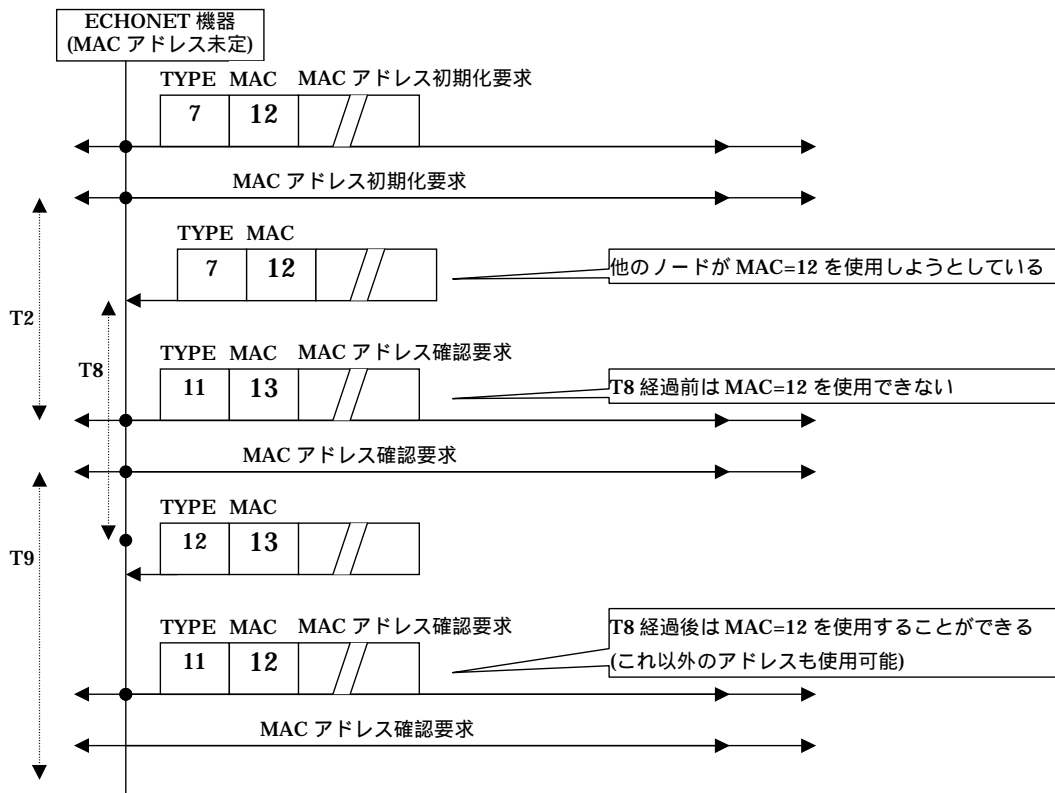 ECHONET 機器
(MAC アドレス未定)
TYPE MAC MAC アドレス初期化要求
7 12
MAC アドレス初期化要求
TYPE MAC
7 12
他のノードが MAC=12 を使用しようとしている
T2
T8
TYPE MAC MAC アドレス確認要求
11 13
T8 経過前は MAC=12 を使用できない
MAC アドレス確認要求
TYPE MAC
12 13
T9
TYPE MAC MAC アドレス確認要求
11 12
T8 経過後は MAC=12 を使用することができる
(これ以外のアドレスも使用可能)
MAC アドレス確認要求